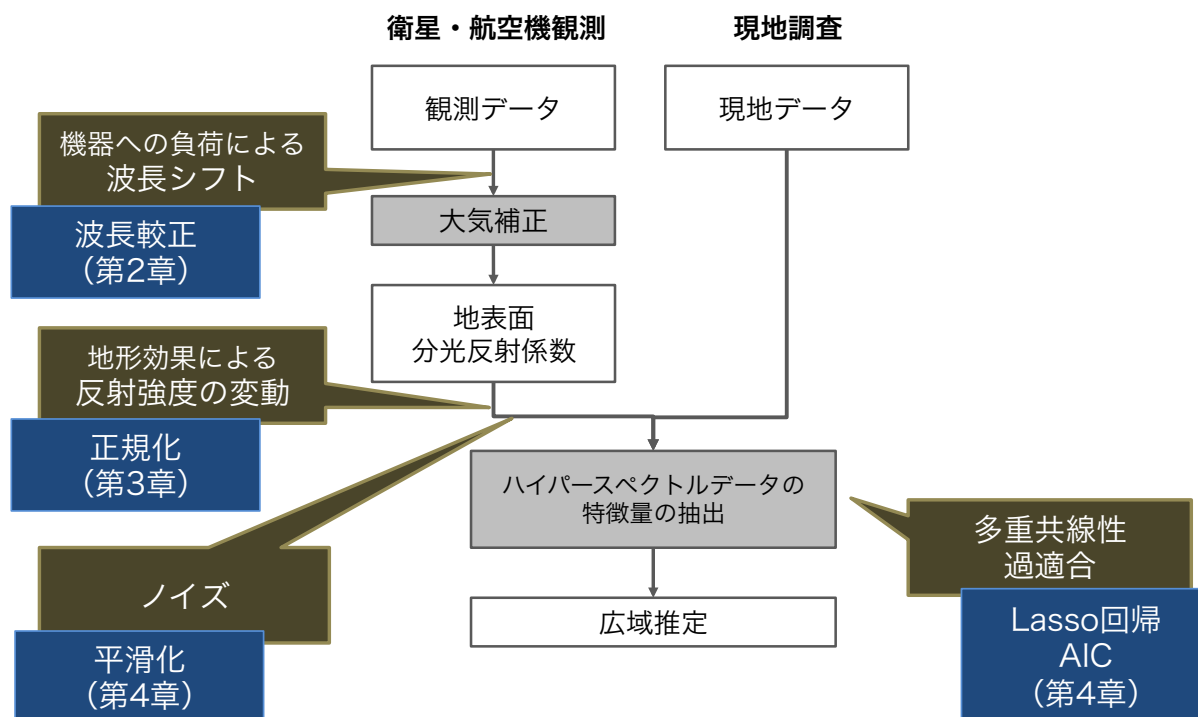 衛星・航空機観測
現地調査
観測データ
現地データ
機器への負荷による
波長シフト
波長較正
（第2章）
大気補正
地表面
分光反射係数
地形効果による
反射強度の変動
正規化
（第3章）
ハイパースペクトルデータの
特徴量の抽出
多重共線性
過適合
ノイズ
広域推定
平滑化
（第4章）
Lasso回帰
AIC
（第4章）